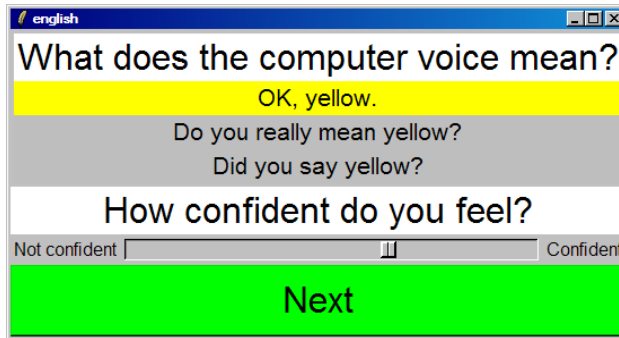 english
What does the computer voice mean?
OK, yellow.
Do you really mean yellow?
Did you say yellow?
How confident do you feel?
Not confident Confident
Next